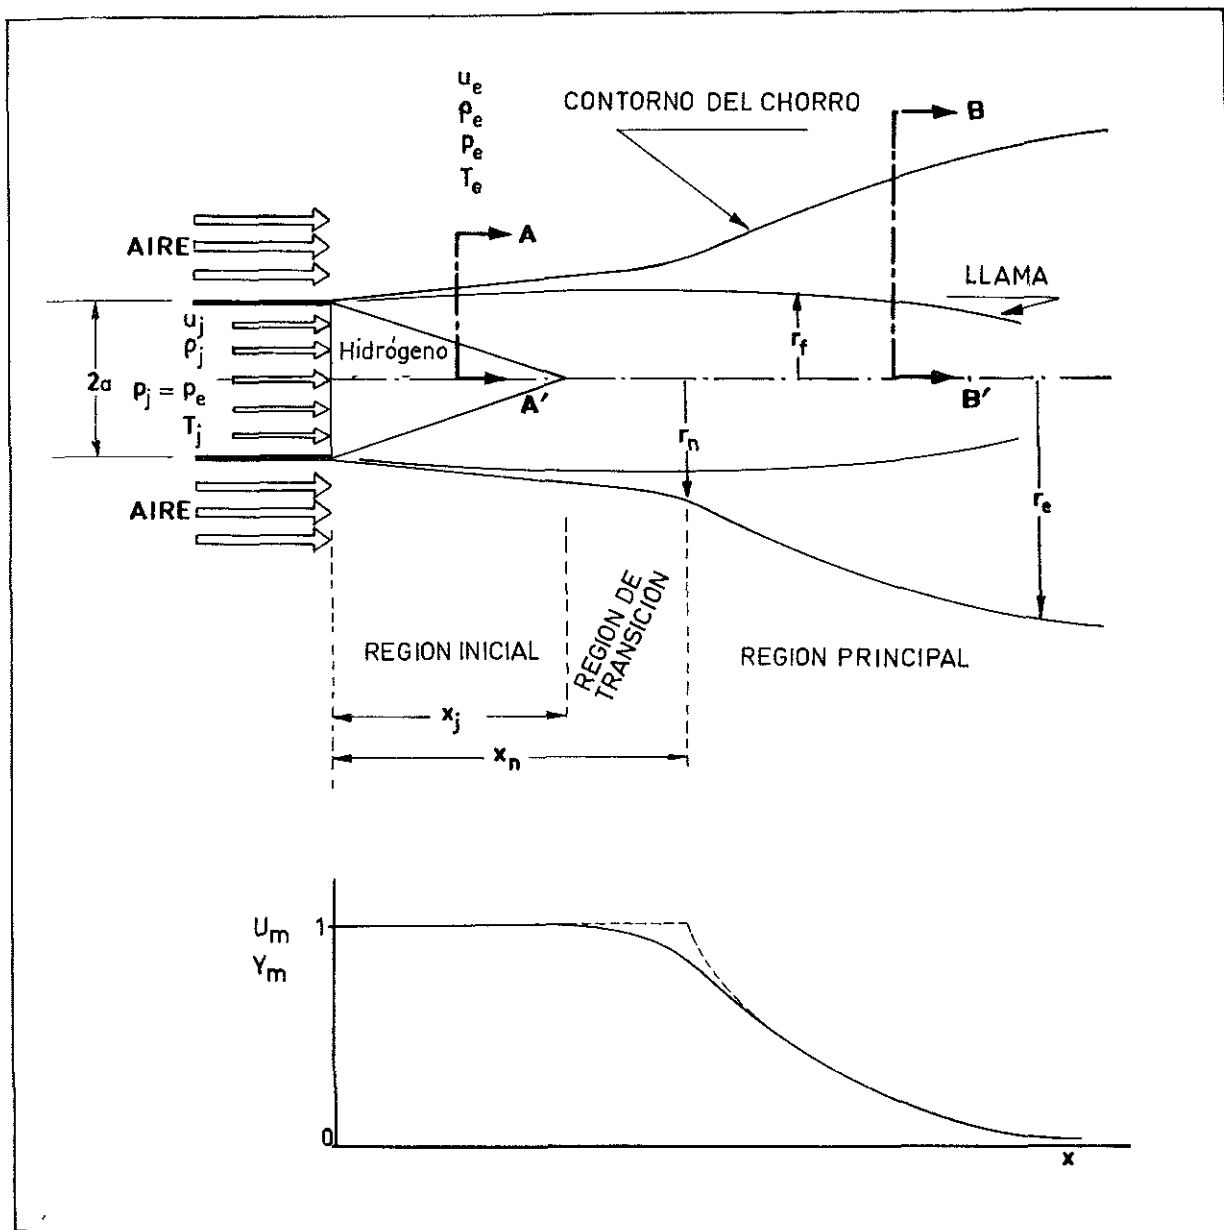 u_e
ρ_e
p_e
T_e
CONTORNO DEL CHORRO
B
A
AIRE
LLAMA
u_j
ρ_j
p_j = p_e
T_j
2a
Hidrógeno
r_f
A′
B′
r_n
r_e
AIRE
REGION INICIAL
REGION DE
TRANSICION
REGION PRINCIPAL
x_j
x_n
U_m
Y_m
1
0
x